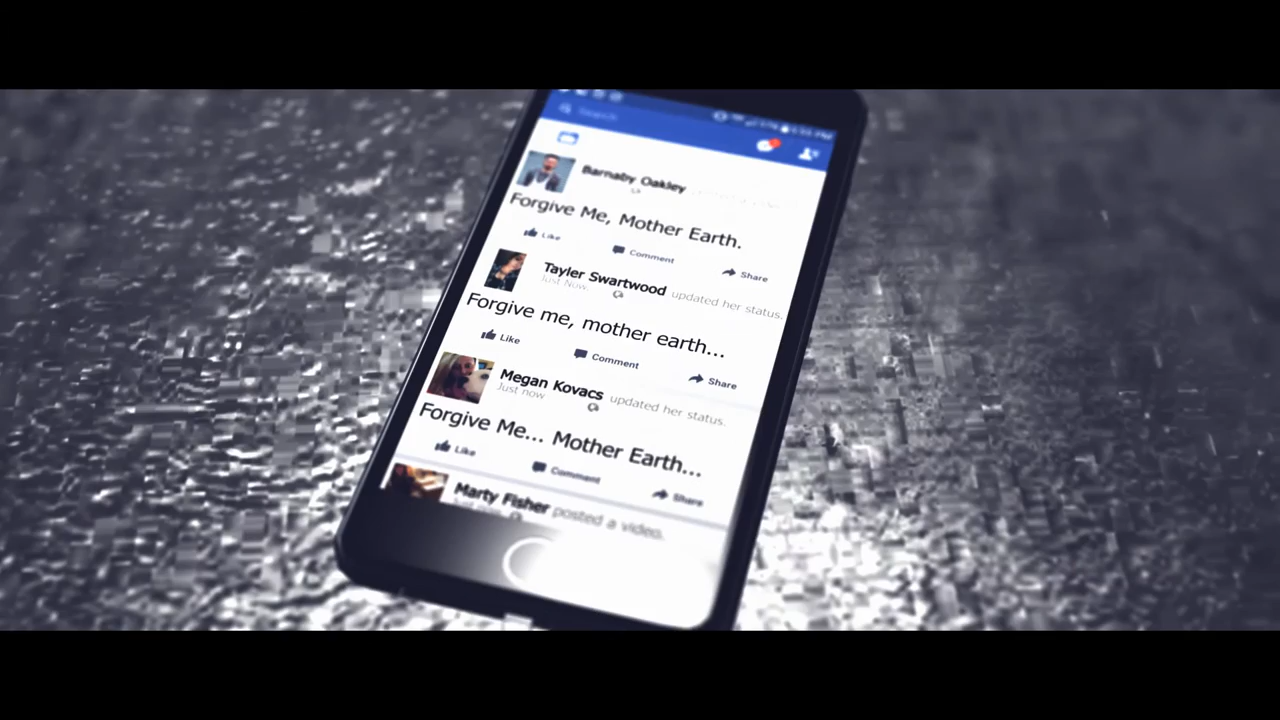 Search
Barnaby Oakley
Forgive Me, Mother Earth.
Like Comment Share
Tayler Swartwood updated her status.
Just Now
Forgive me, mother earth...
Like Comment Share
Megan Kovacs updated her status.
Just now
Forgive Me... Mother Earth...
Like Comment Share
Marty Fisher posted a video.